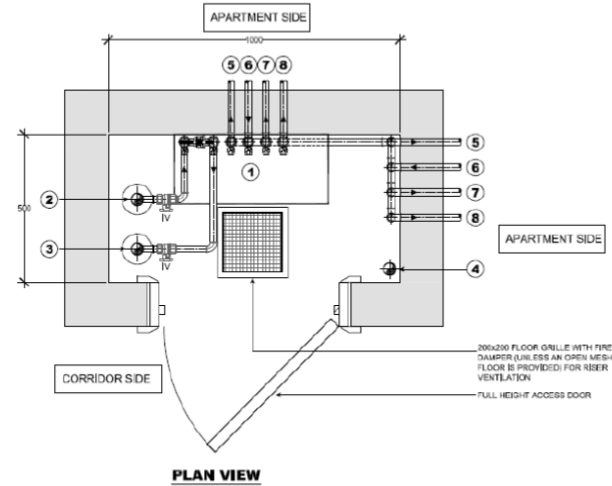 APARTMENT SIDE
1000
5 6 7 8
5
1
6
2
IV
7
500
8
3
IV
APARTMENT SIDE
4
200x200 FLOOR GRILLE WITH FIRE
DAMPER (UNLESS AN OPEN MESH
FLOOR IS PROVIDED) FOR RISER
VENTILATION
CORRIDOR SIDE
FULL HEIGHT ACCESS DOOR
PLAN VIEW